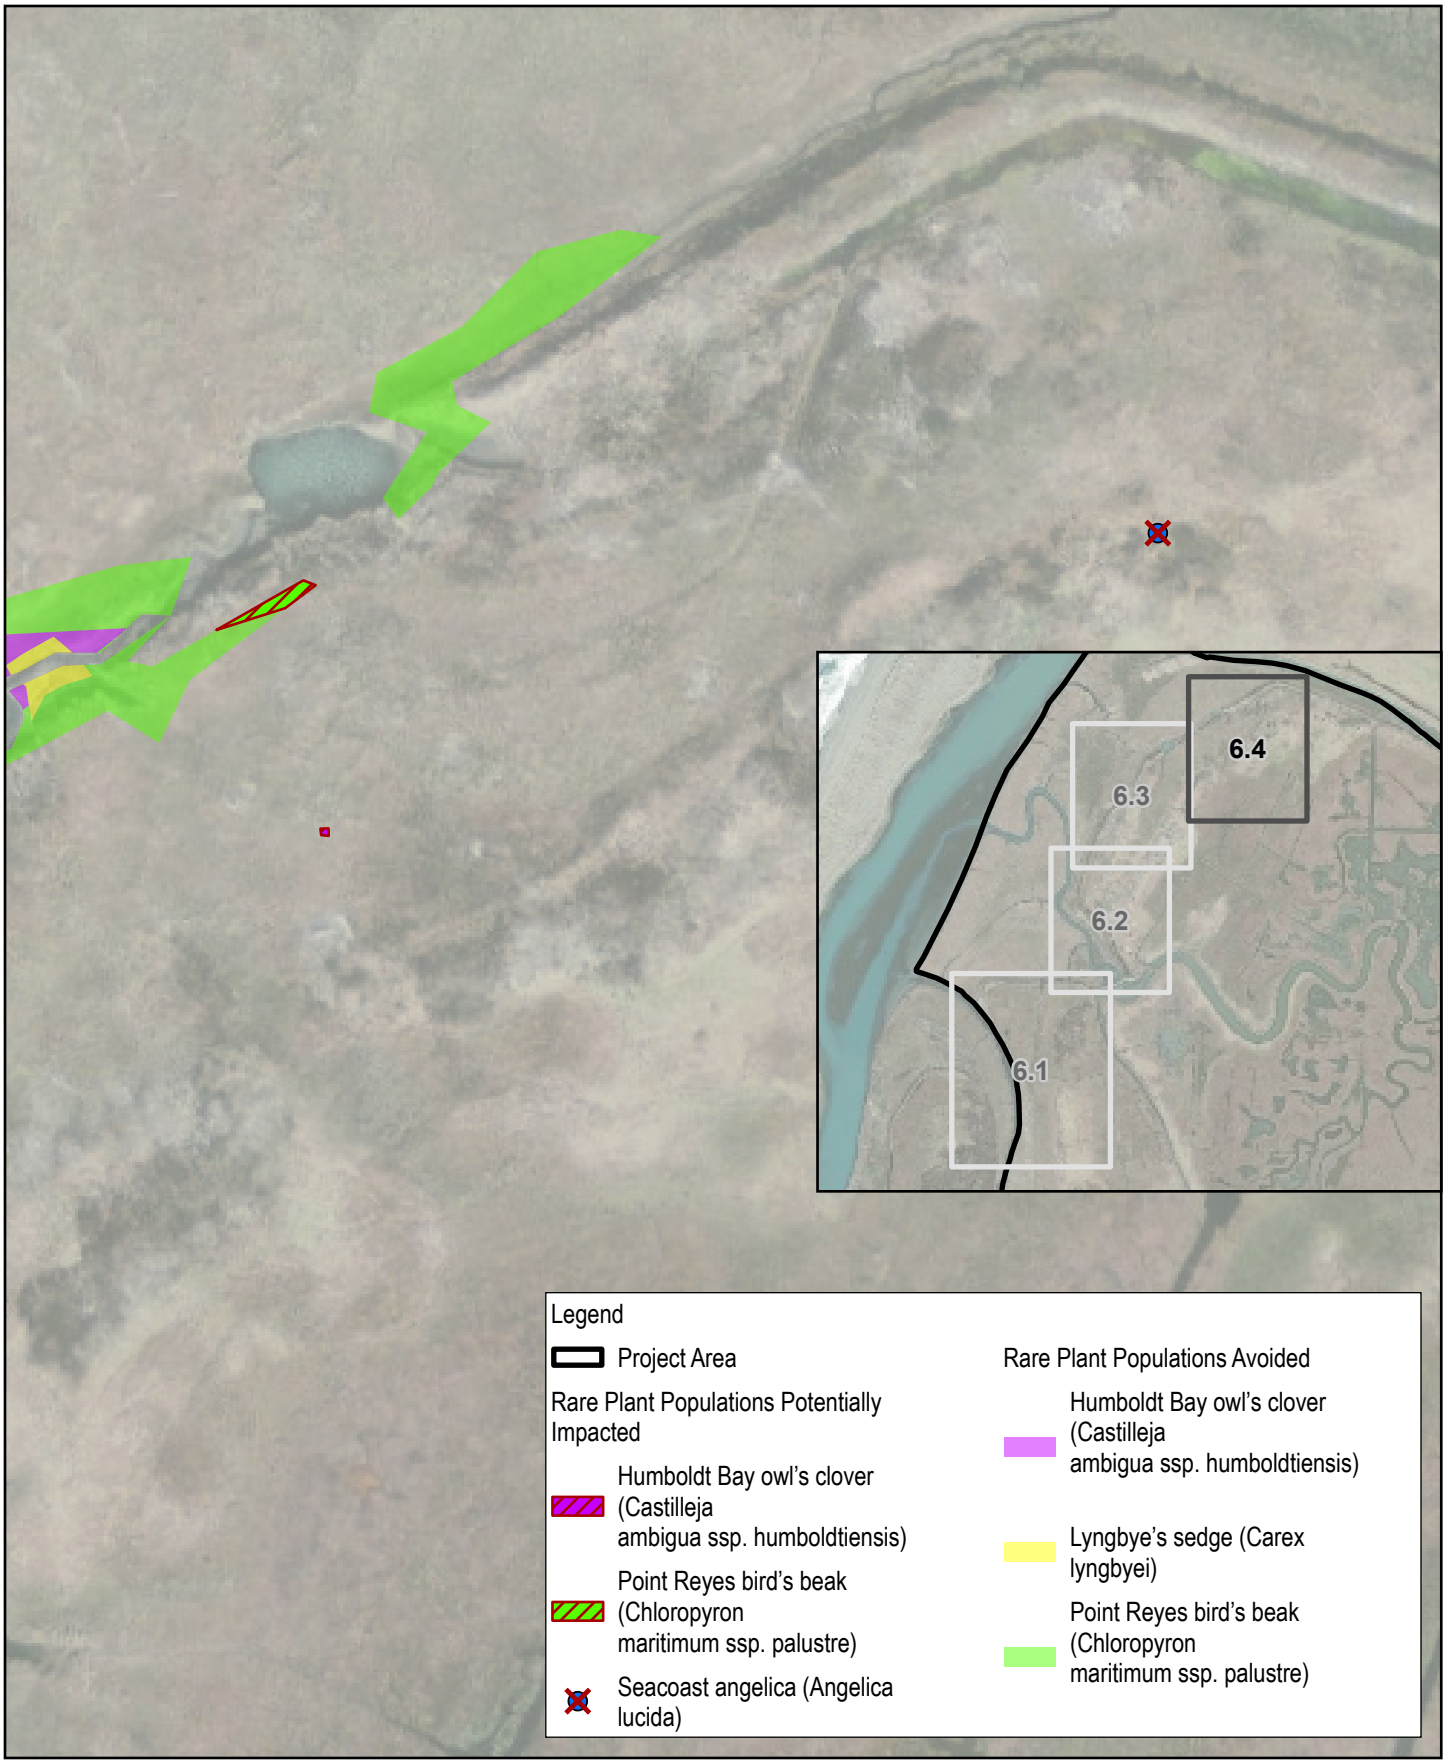 6.4
6.3
6.2
6.1
Legend
Project Area
Rare Plant Populations Potentially
Impacted
Humboldt Bay owl's clover
(Castilleja
ambigua ssp. humboldtiensis)
Point Reyes bird's beak
(Chloropyron
maritimum ssp. palustre)
Seacoast angelica (Angelica
lucida)
Rare Plant Populations Avoided
Humboldt Bay owl's clover
(Castilleja
ambigua ssp. humboldtiensis)
Lyngbye's sedge (Carex
lyngbyei)
Point Reyes bird's beak
(Chloropyron
maritimum ssp. palustre)